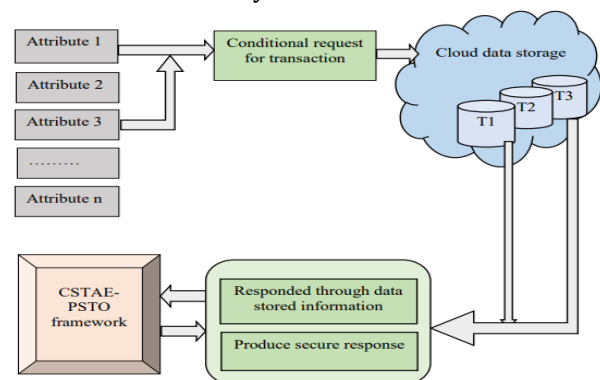 Attribute 1
Attribute 2
Attribute 3
.........
Attribute n
Conditional request
for transaction
Cloud data storage
T1
T2
T3
CSTAE-
PSTO
framework
Responded through data
stored information
Produce secure response